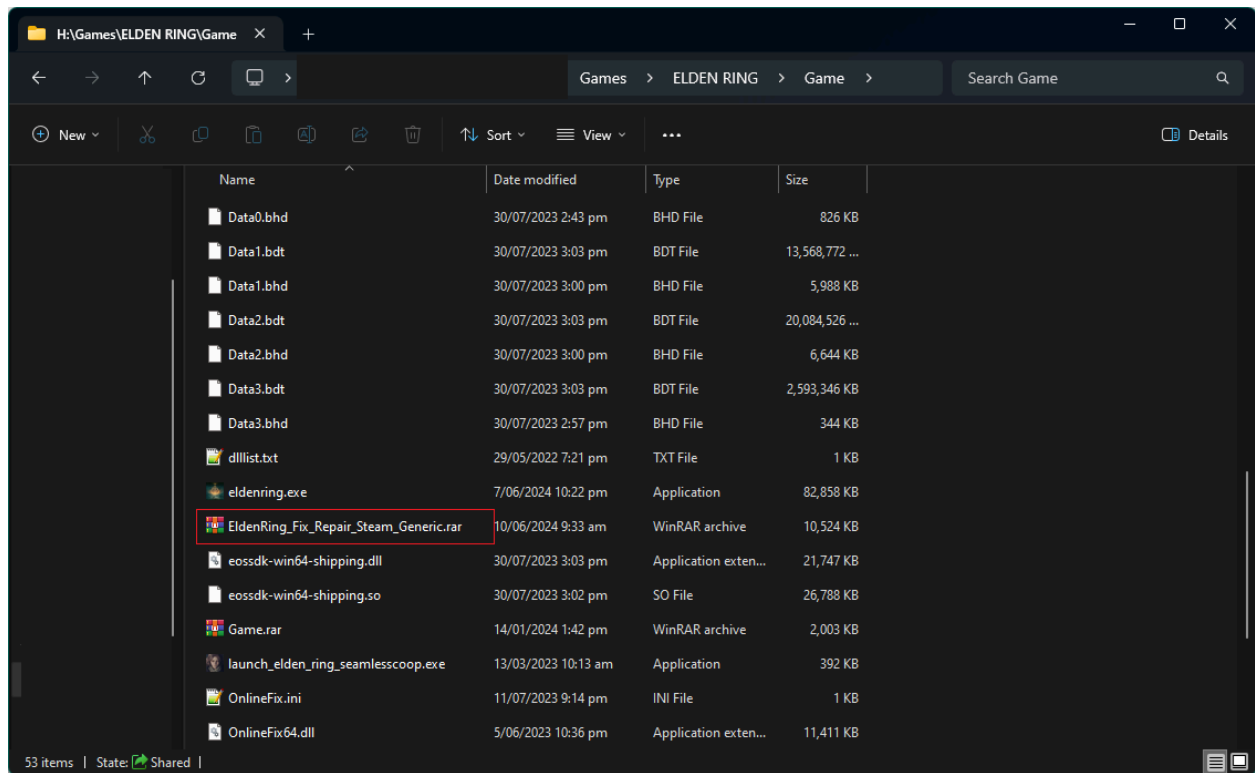 H:\Games\ELDEN RING\Game
Games > ELDEN RING > Game >
Search Game
New
Sort
View
Details
Name Date modified Type Size
Data0.bhd 30/07/2023 2:43 pm BHD File 826 KB
Data1.bdt 30/07/2023 3:03 pm BDT File 13,568,772 ...
Data1.bhd 30/07/2023 3:00 pm BHD File 5,988 KB
Data2.bdt 30/07/2023 3:03 pm BDT File 20,084,526 ...
Data2.bhd 30/07/2023 3:00 pm BHD File 6,644 KB
Data3.bdt 30/07/2023 3:03 pm BDT File 2,593,346 KB
Data3.bhd 30/07/2023 2:57 pm BHD File 344 KB
dlllist.txt 29/05/2022 7:21 pm TXT File 1 KB
eldenring.exe 7/06/2024 10:22 pm Application 82,858 KB
EldenRing_Fix_Repair_Steam_Generic.rar 10/06/2024 9:33 am WinRAR archive 10,524 KB
eossdk-win64-shipping.dll 30/07/2023 3:03 pm Application exten... 21,747 KB
eossdk-win64-shipping.so 30/07/2023 3:02 pm SO File 26,788 KB
Game.rar 14/01/2024 1:42 pm WinRAR archive 2,003 KB
launch_elden_ring_seamlesscoop.exe 13/03/2023 10:13 am Application 392 KB
OnlineFix.ini 11/07/2023 9:14 pm INI File 1 KB
OnlineFix64.dll 5/06/2023 10:36 pm Application exten... 11,411 KB
53 items | State: Shared |